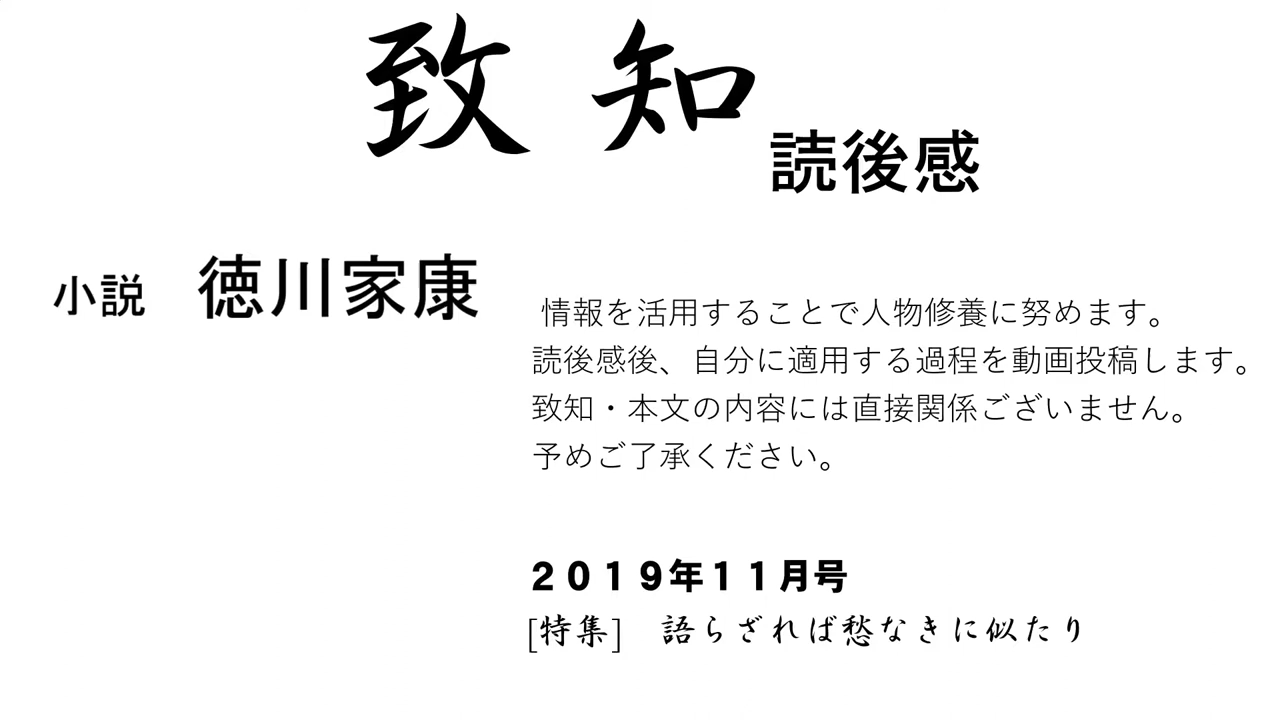 致知
読後感
小説　徳川家康
情報を活用することで人物修養に努めます。
読後感後、自分に適用する過程を動画投稿します。
致知・本文の内容には直接関係ございません。
予めご了承ください。
２０１９年１１月号
[特集]　語らざれば愁なきに似たり